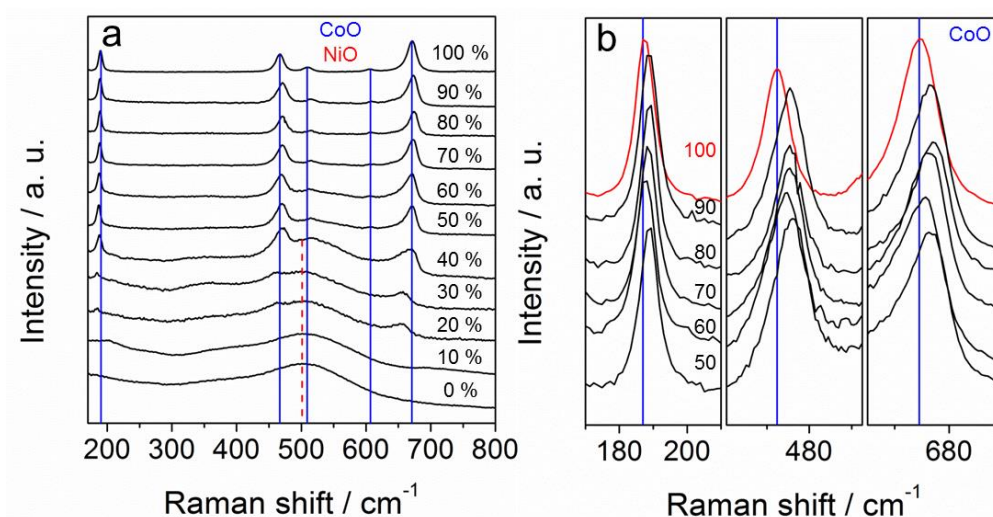 a
CoO
NiO
100 %
90 %
80 %
70 %
60 %
50 %
40 %
30 %
20 %
10 %
0 %
Intensity / a. u.
200 300 400 500 600 700 800
Raman shift / cm⁻¹
b
CoO
100
90
80
70
60
50
Intensity / a. u.
180 200 480 680
Raman shift / cm⁻¹